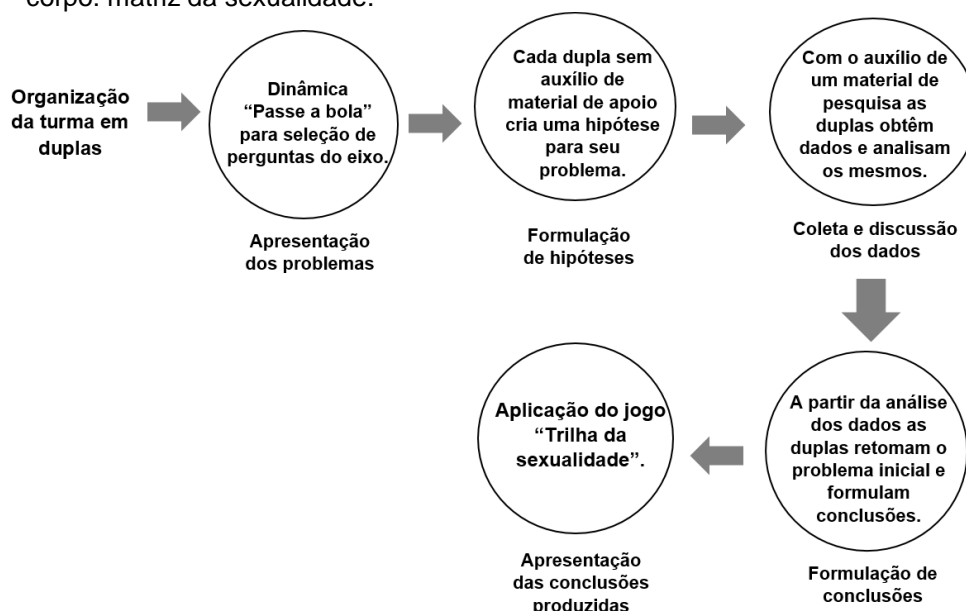 corpo: matriz da sexualidade.
Organização
da turma em
duplas
Dinâmica
“Passe a bola”
para seleção de
perguntas do eixo.
Apresentação
dos problemas
Cada dupla sem
auxílio de
material de apoio
cria uma hipótese
para seu
problema.
Formulação
de hipóteses
Com o auxílio de
um material de
pesquisa as
duplas obtêm
dados e analisam
os mesmos.
Coleta e discussão
dos dados
A partir da análise
dos dados as
duplas retomam o
problema inicial e
formulam
conclusões.
Formulação de
conclusões
Aplicação do jogo
“Trilha da
sexualidade”.
Apresentação
das conclusões
produzidas